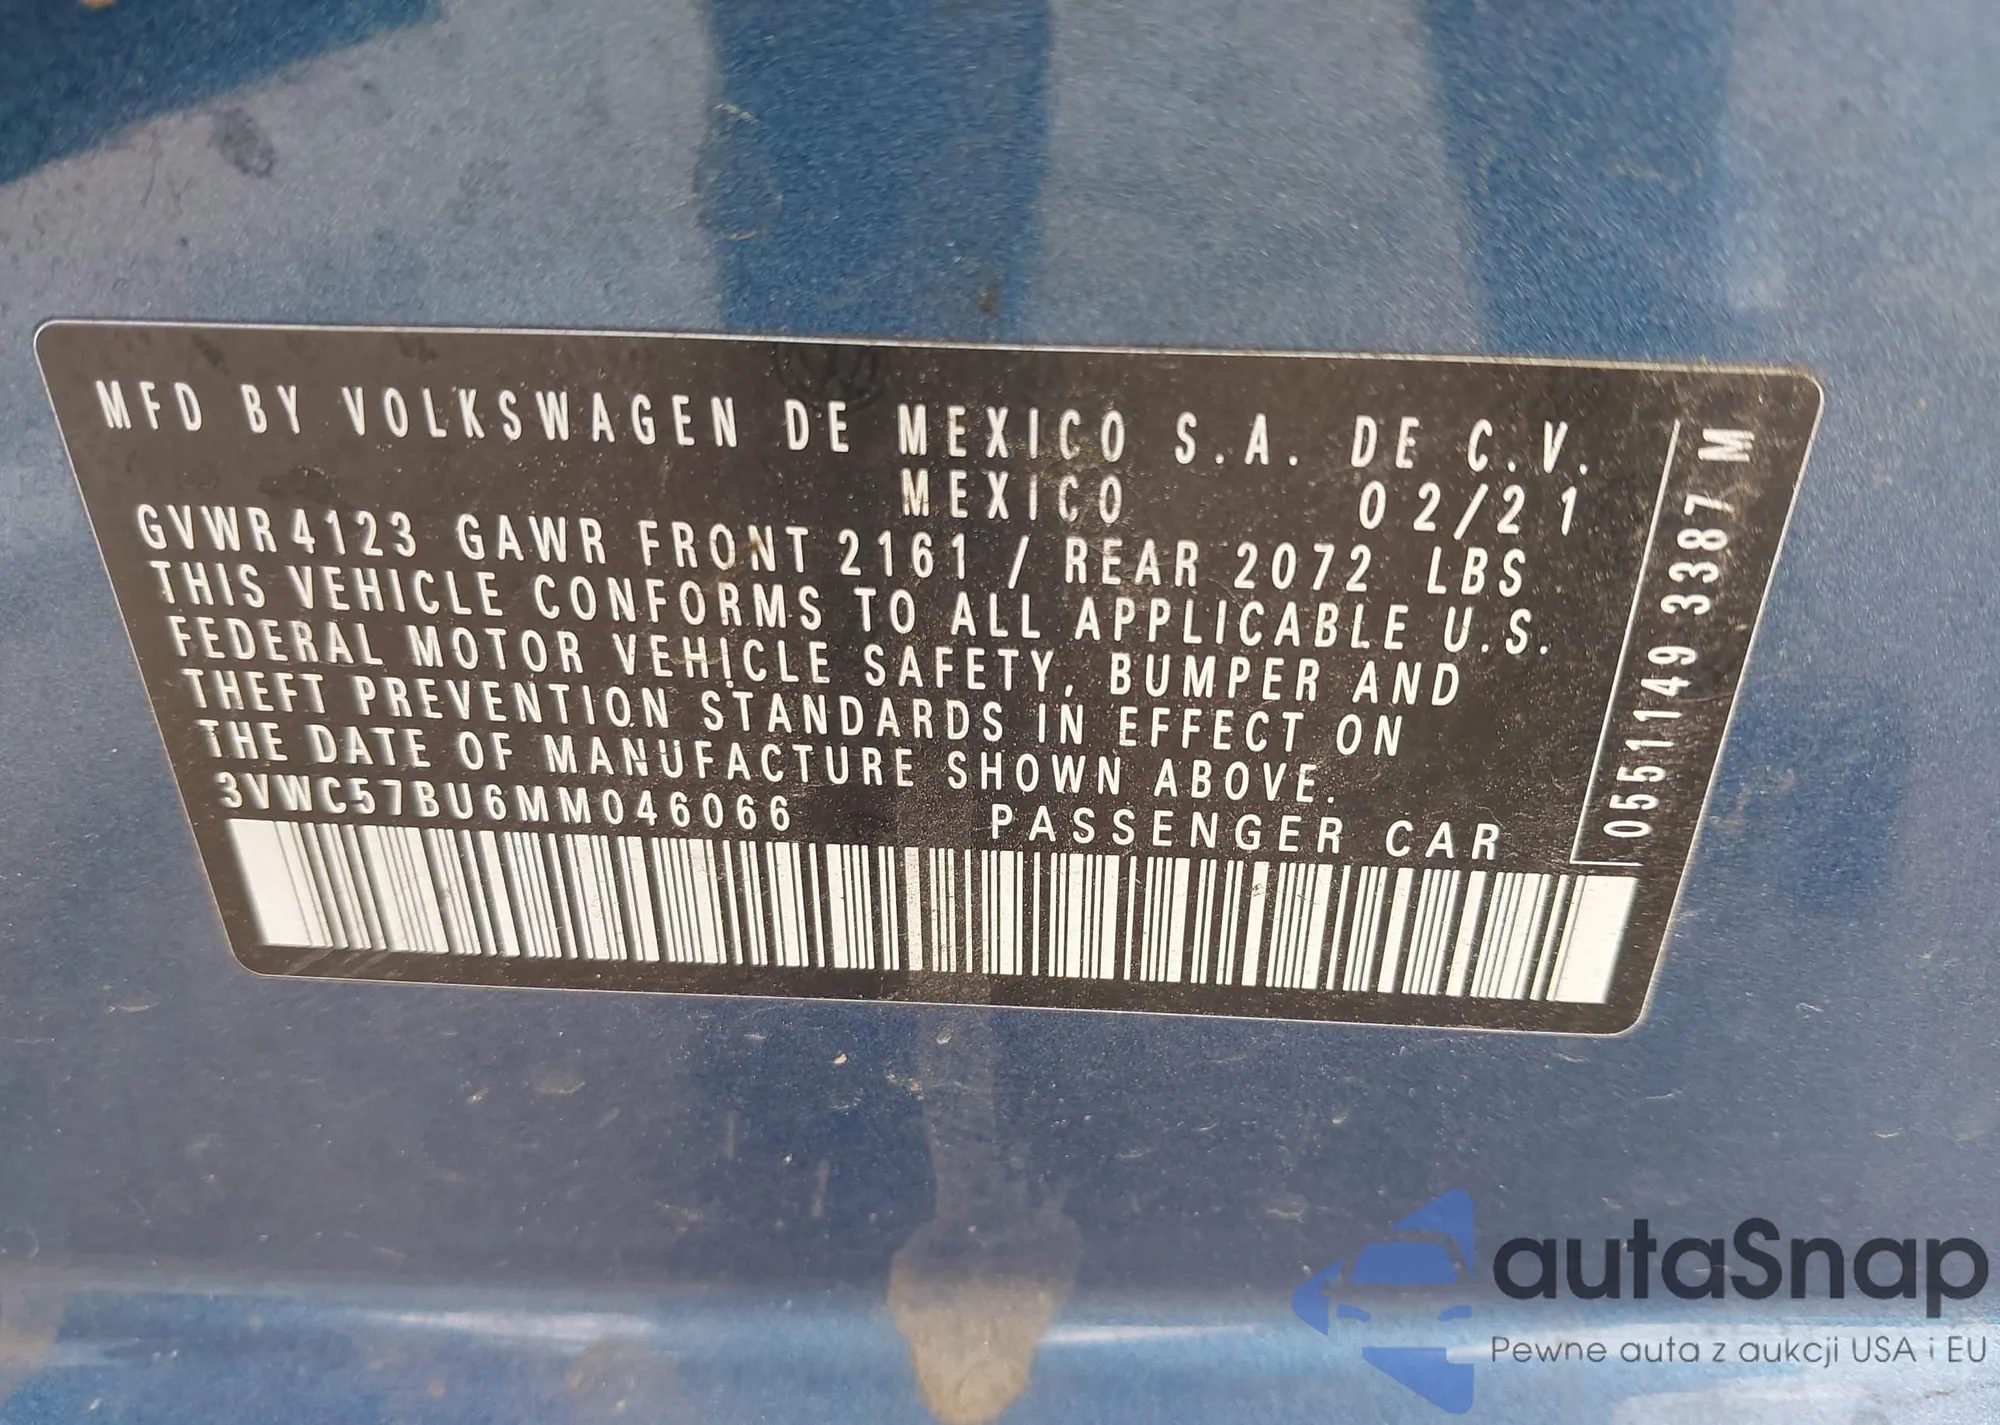 MFD BY VOLKSWAGEN DE MEXICO S.A. DE C.V.
MEXICO 02/21
GVWR 4123 GAWR FRONT 2161 / REAR 2072 LBS
THIS VEHICLE CONFORMS TO ALL APPLICABLE U.S.
FEDERAL MOTOR VEHICLE SAFETY, BUMPER AND
THEFT PREVENTION STANDARDS IN EFFECT ON
THE DATE OF MANUFACTURE SHOWN ABOVE.
3VWC57BU6MM046066 PASSENGER CAR
0551149 3387 M
autaSnap
Pewne auta z aukcji USA i EU